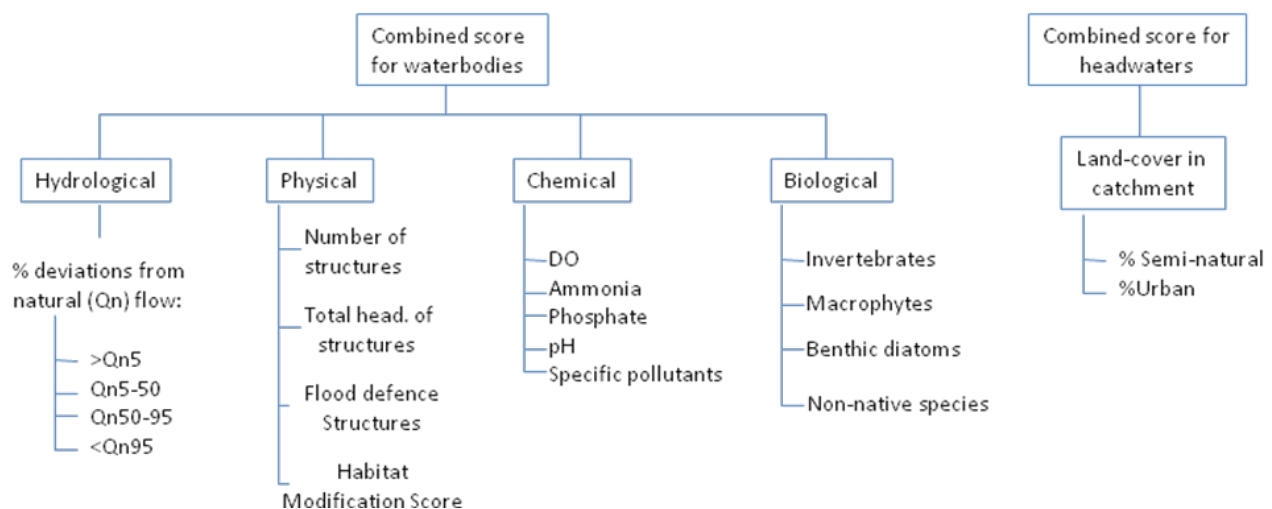 Combined score
for waterbodies
Combined score for
headwaters
Hydrological
Physical
Chemical
Biological
Land-cover in
catchment
% deviations from
natural (Qn) flow:
>Qn5
Qn5-50
Qn50-95
<Qn95
Number of
structures
Total head. of
structures
Flood defence
Structures
Habitat
Modification Score
DO
Ammonia
Phosphate
pH
Specific pollutants
Invertebrates
Macrophytes
Benthic diatoms
Non-native species
% Semi-natural
%Urban